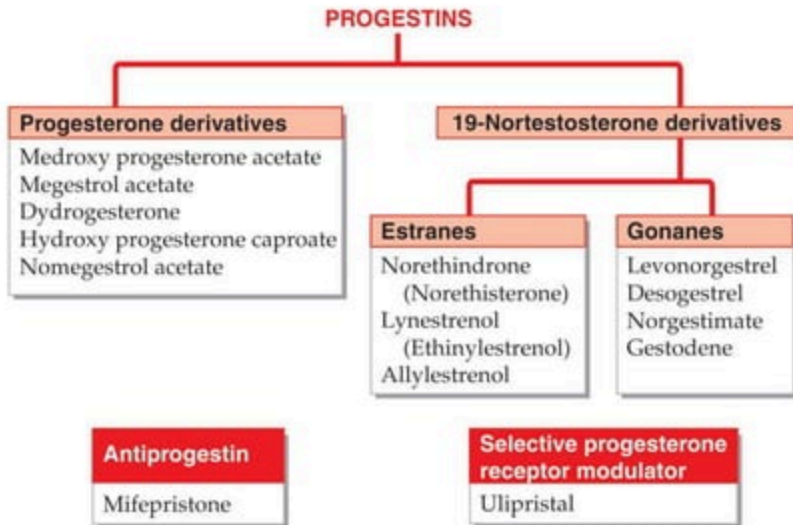 PROGESTINS
Progesterone derivatives
Medroxy progesterone acetate
Megestrol acetate
Dydrogesterone
Hydroxy progesterone caproate
Nomegestrol acetate
19-Nortestosterone derivatives
Estranes
Norethindrone
(Norethisterone)
Lynestrenol
(Ethinylestrenol)
Allylestrenol
Gonanes
Levonorgestrel
Desogestrel
Norgestimate
Gestodene
Antiprogestin
Mifepristone
Selective progesterone
receptor modulator
Ulipristal